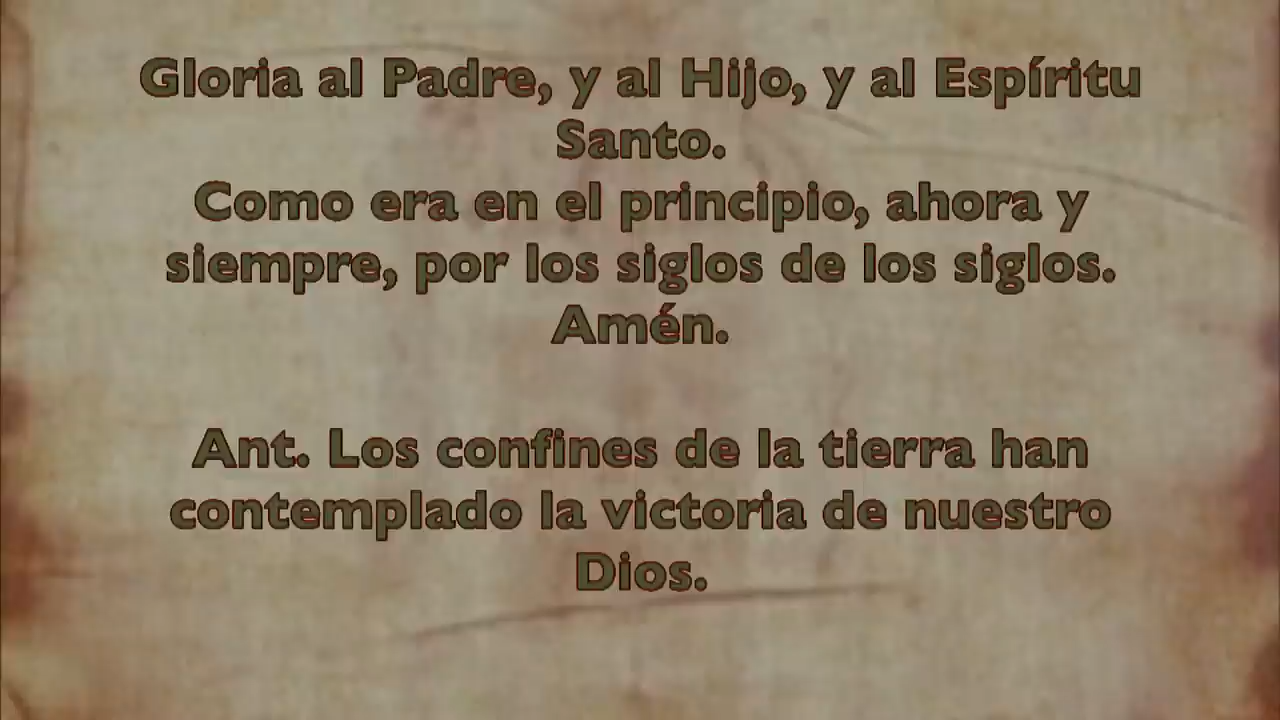 Gloria al Padre, y al Hijo, y al Espíritu
Santo.
Como era en el principio, ahora y
siempre, por los siglos de los siglos.
Amén.
Ant. Los confines de la tierra han
contemplado la victoria de nuestro
Dios.